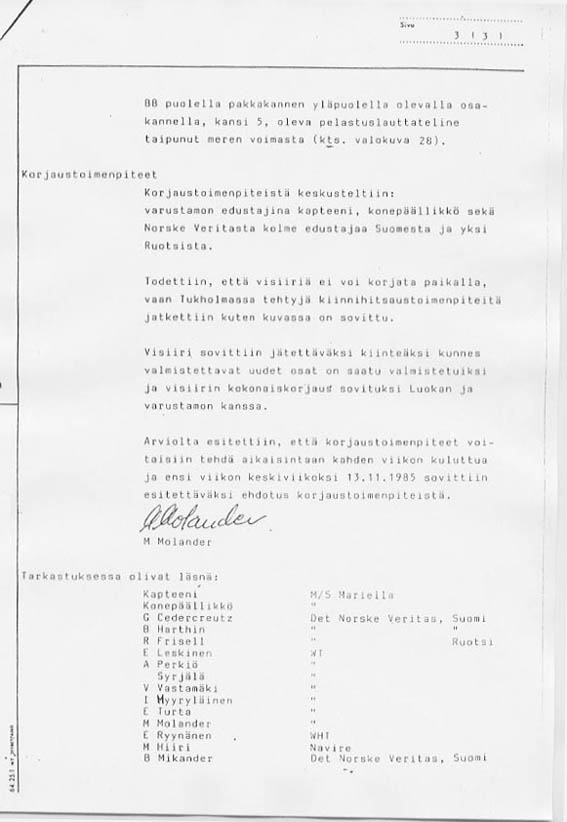 Sivu
3 ( 3 )
BB puolella pakkakannen yläpuolella olevalla osa-
kannella, kansi 5, oleva pelastuslauttateline
taipunut meren voimasta (kts. valokuva 28).
Korjaustoimenpiteet
Korjaustoimenpiteistä keskusteltiin:
varustamon edustajina kapteeni, konepäällikkö sekä
Norske Veritasta kolme edustajaa Suomesta ja yksi
Ruotsista.
Todettiin, että visiiriä ei voi korjata paikalla,
vaan Tukholmassa tehtyjä kiinnihitsaustoimenpiteitä
jatkettiin kuten kuvassa on sovittu.
Visiiri sovittiin jätettäväksi kiinteäksi kunnes
valmistettavat uudet osat on saatu valmistetuiksi
ja visiirin kokonaiskorjaus sovituksi Luokan ja
varustamon kanssa.
Arviolta esitettiin, että korjaustoimenpiteet voi-
taisiin tehdä aikaisintaan kahden viikon kuluttua
ja ensi viikon keskiviikoksi 13.11.1985 sovittiin
esitettäväksi ehdotus korjaustoimenpiteistä.
Molander
M Molander
Tarkastuksessa olivat läsnä:
Kapteeni M/S Mariella
Konepäällikkö "
G Cedercreutz Det Norske Veritas, Suomi
B Harthin " "
R Frisell " Ruotsi
E Leskinen WT
A Perkiö "
Syrjälä "
V Vastamäki "
I Myyryläinen "
E Turta "
M Molander "
E Ryynänen WHT
M Hiiri Navire
B Mikander Det Norske Veritas, Suomi